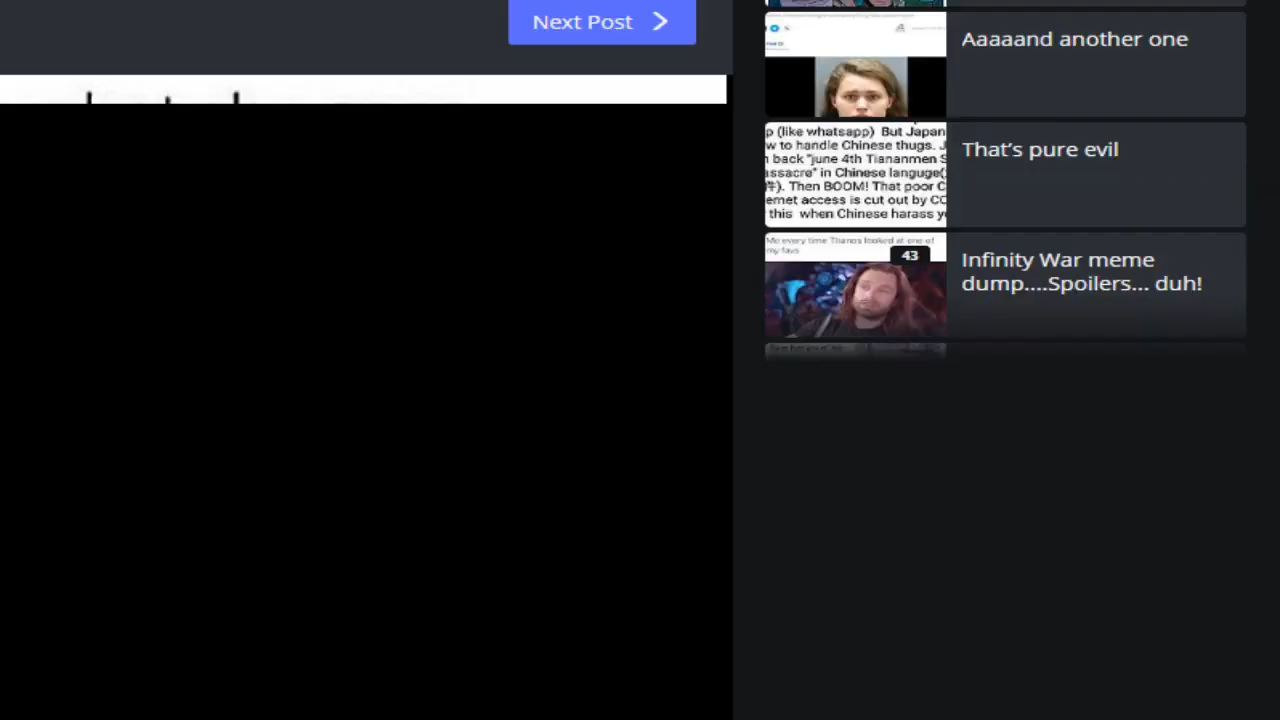 Next Post
Aaaaand another one
p (like whatsapp) But Japan
w to handle Chinese thugs. J
n back "june 4th Tiananmen S
assacre" in Chinese languge(
件). Then BOOM! That poor C
ernet access is cut out by CC
this when Chinese harass y
That's pure evil
Me every time Thanos looked at one of
my favs
43
Infinity War meme
dump....Spoilers... duh!